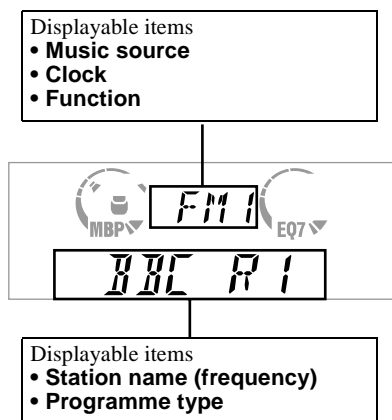 Displayable items
• Music source
• Clock
• Function
FM1
MBP
EQ7
BBC R1
Displayable items
• Station name (frequency)
• Programme type